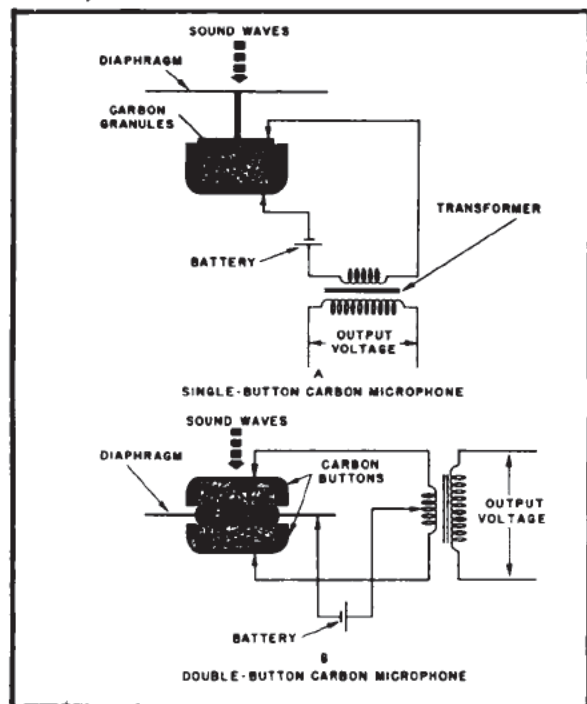 SOUND WAVES
DIAPHRAGM
CARBON
GRANULES
TRANSFORMER
BATTERY
OUTPUT
VOLTAGE
A
SINGLE-BUTTON CARBON MICROPHONE
SOUND WAVES
DIAPHRAGM
CARBON
BUTTONS
OUTPUT
VOLTAGE
BATTERY
B
DOUBLE-BUTTON CARBON MICROPHONE